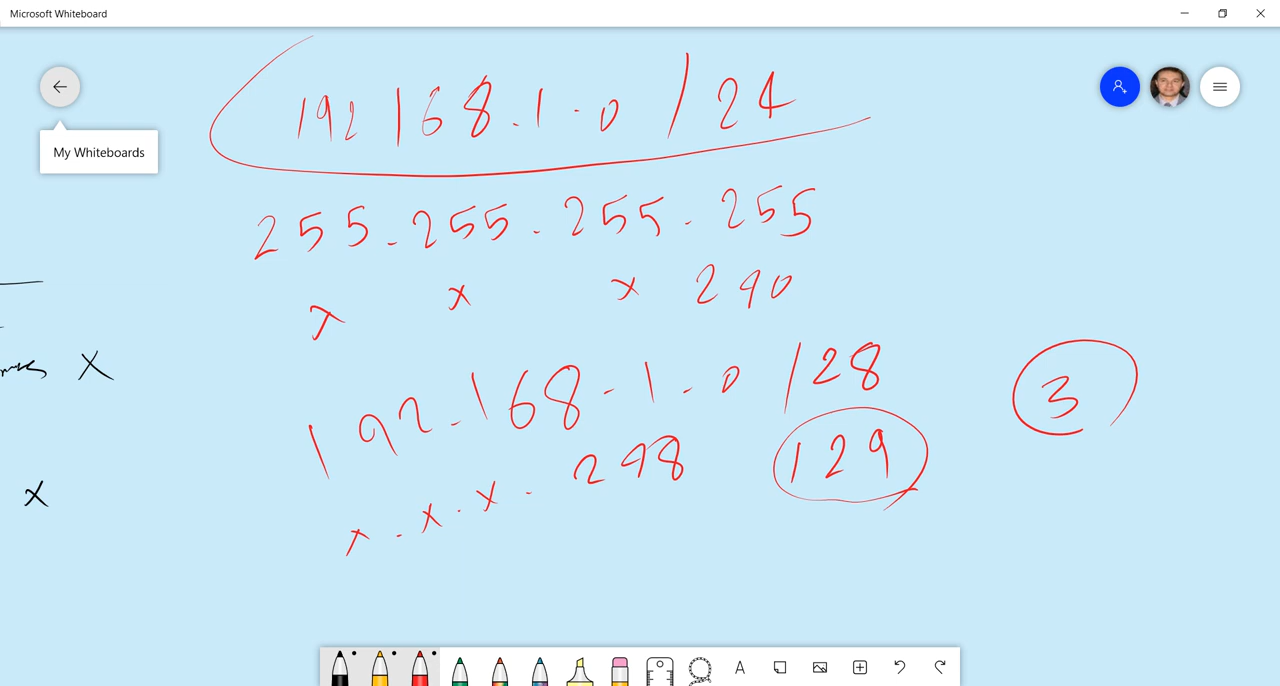 Microsoft Whiteboard
My Whiteboards
192 168.1.0 /24
255.255.255.255
x x x 290
x
192.168.1.0 /28
3
x.x.x.298
129
x
A